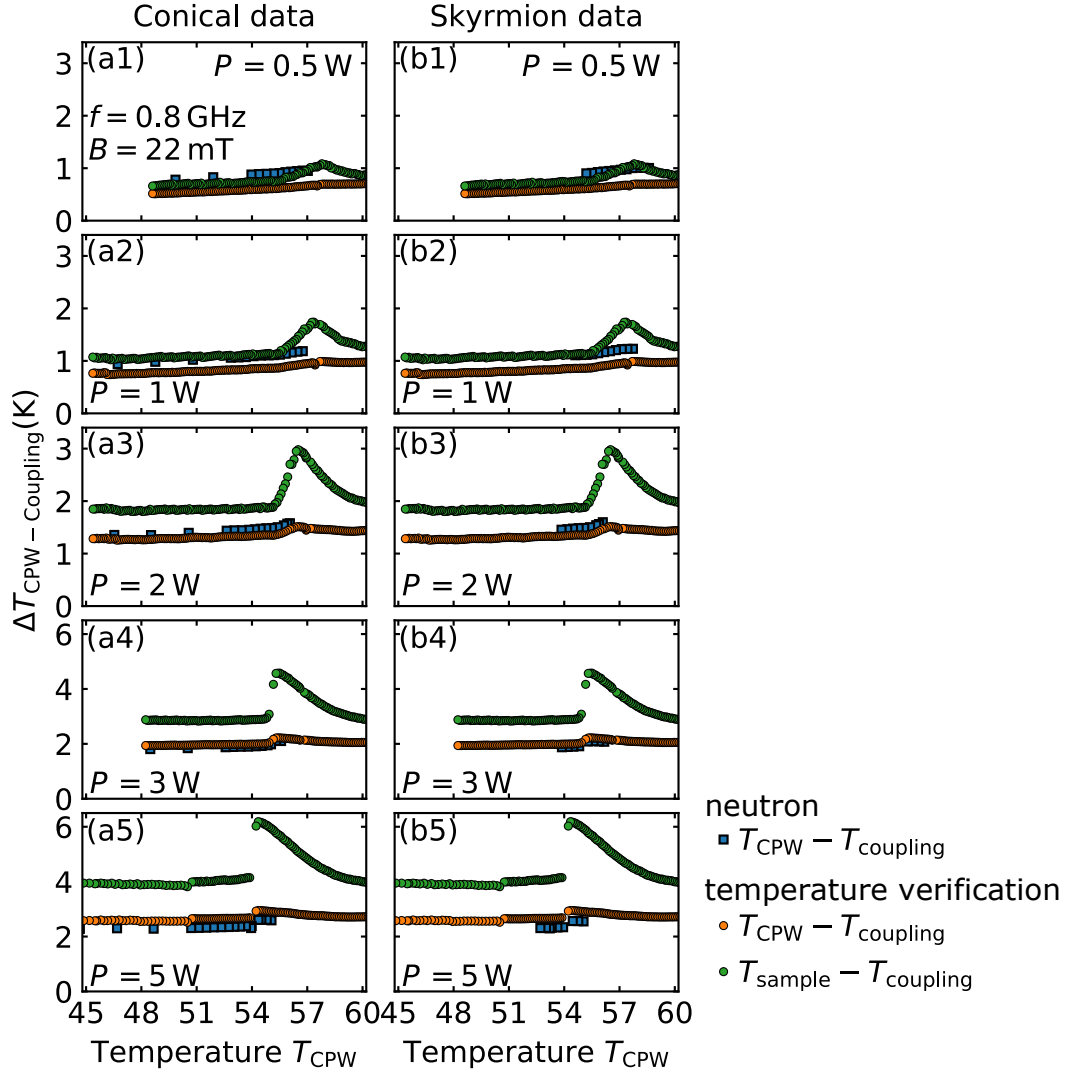 Conical data
Skyrmion data
(a1)
P = 0.5 W
f = 0.8 GHz
B = 22 mT
3
2
1
0
(b1)
P = 0.5 W
(a2)
P = 1 W
3
2
1
0
(b2)
P = 1 W
(a3)
P = 2 W
3
2
1
0
(b3)
P = 2 W
(a4)
P = 3 W
6
4
2
0
(b4)
P = 3 W
(a5)
P = 5 W
6
4
2
0
(b5)
P = 5 W
ΔT_CPW − Coupling(K)
45 48 51 54 57 60
45 48 51 54 57 60
Temperature T_CPW
Temperature T_CPW
neutron
T_CPW − T_coupling
temperature verification
T_CPW − T_coupling
T_sample − T_coupling